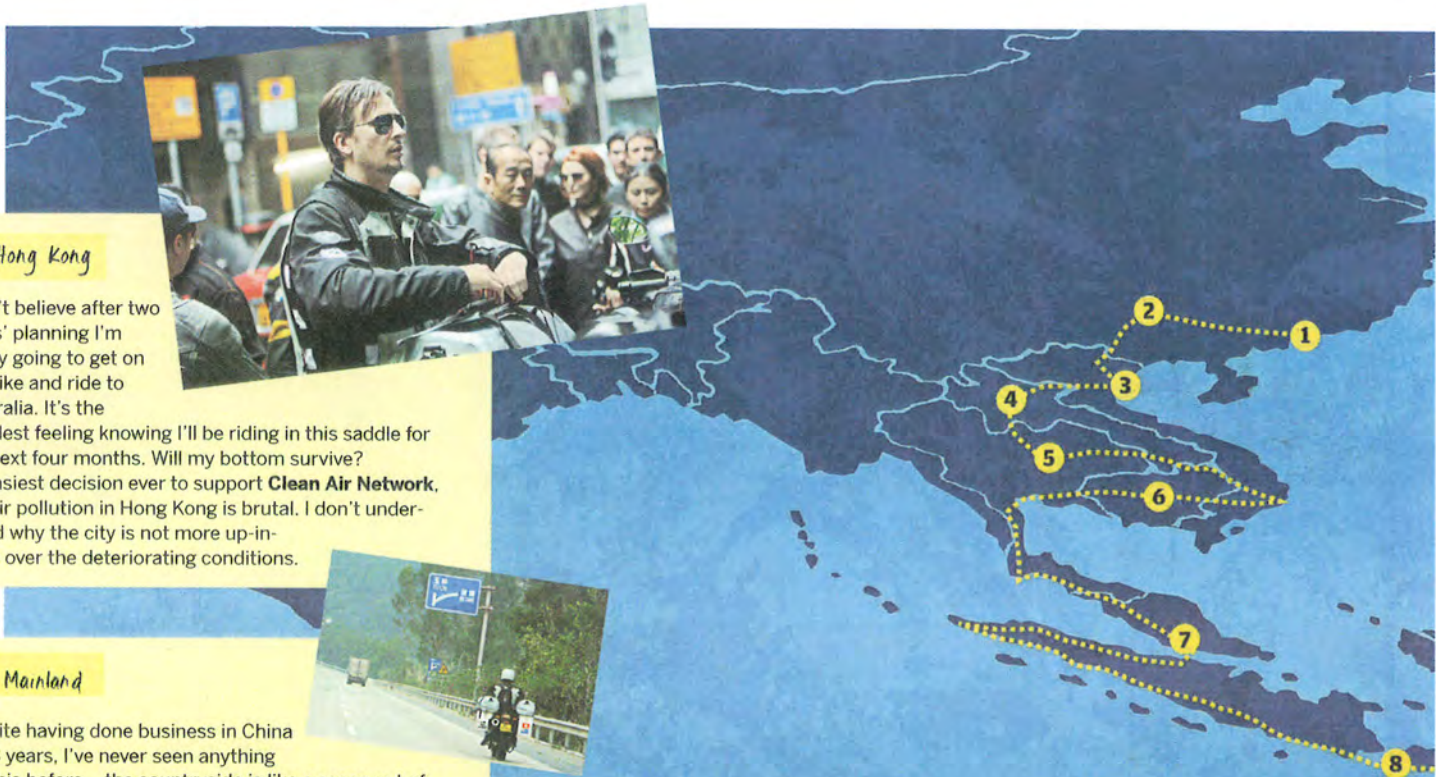 Hong Kong
't believe after two
s' planning I'm
y going to get on
ike and ride to
ralia. It's the
lest feeling knowing I'll be riding in this saddle for
ext four months. Will my bottom survive?
asiest decision ever to support Clean Air Network,
ir pollution in Hong Kong is brutal. I don't under-
d why the city is not more up-in-
over the deteriorating conditions.
Mainland
ite having done business in China
years, I've never seen anything
1
2
3
4
5
6
7
8